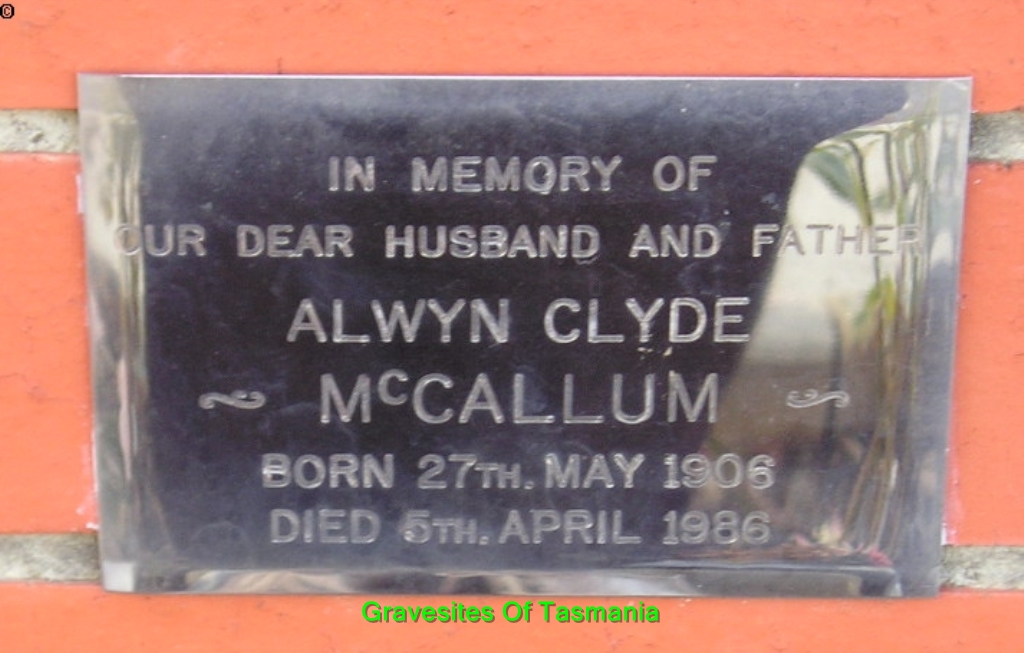 ©
IN MEMORY OF
OUR DEAR HUSBAND AND FATHER
ALWYN CLYDE
~ McCALLUM ~
BORN 27TH. MAY 1906
DIED 5TH. APRIL 1986
Gravesites Of Tasmania